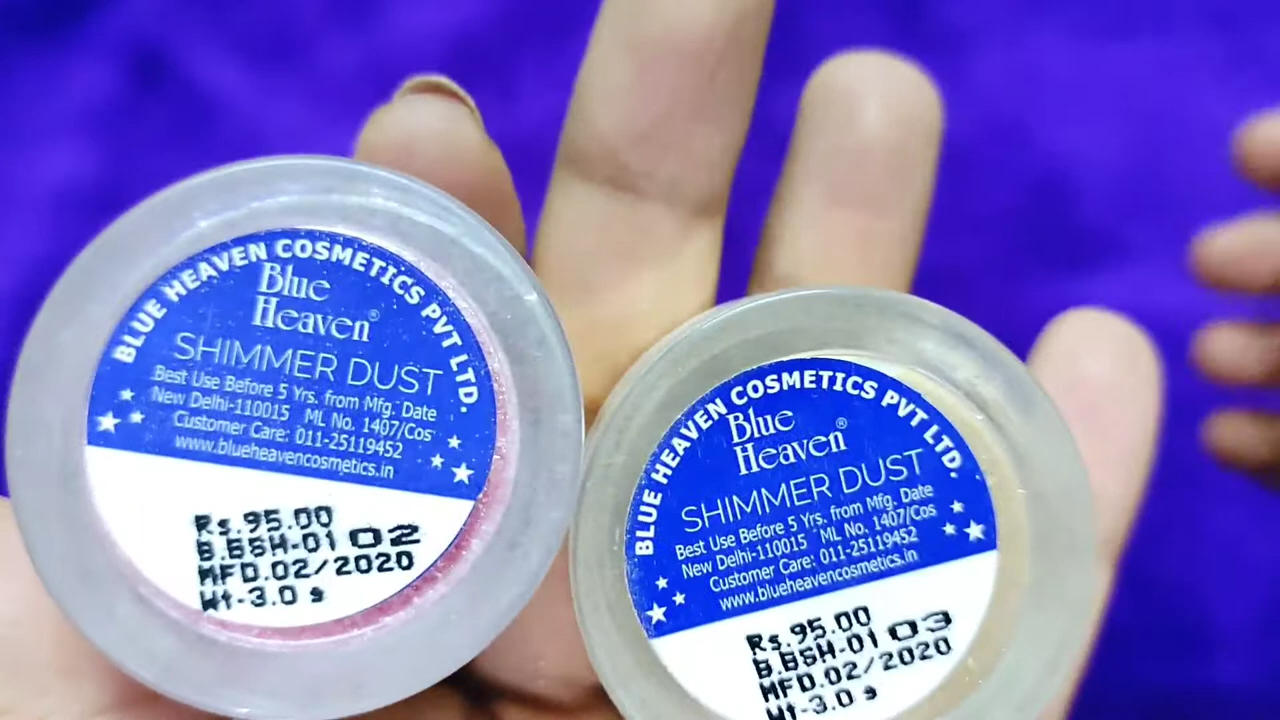 BLUE HEAVEN COSMETICS PVT LTD.
Blue
Heaven®
SHIMMER DUST
Best Use Before 5 Yrs. from Mfg. Date
New Delhi-110015 ML No. 1407/Cos
Customer Care: 011-25119452
www.blueheavencosmetics.in
Rs.95.00
B.BSH-01 02
MFD.02/2020
Wt-3.0 g
BLUE HEAVEN COSMETICS PVT LTD.
Blue
Heaven®
SHIMMER DUST
Best Use Before 5 Yrs. from Mfg. Date
New Delhi-110015 ML No. 1407/Cos
Customer Care: 011-25119452
www.blueheavencosmetics.in
Rs.95.00
B.BSH-01 03
MFD.02/2020
Wt-3.0 g